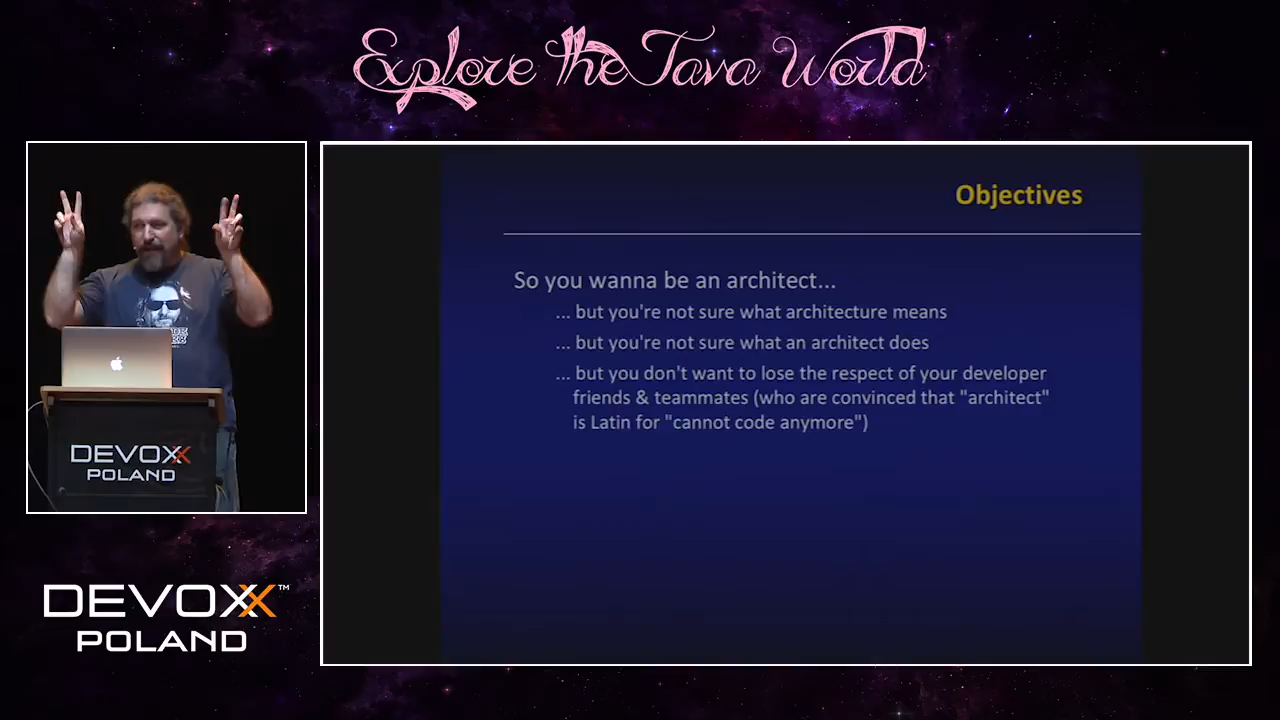 Explore the Java World
Objectives
So you wanna be an architect...
... but you're not sure what architecture means
... but you're not sure what an architect does
... but you don't want to lose the respect of your developer
friends & teammates (who are convinced that "architect"
is Latin for "cannot code anymore")
DEVOXX
POLAND
DEVOXX™
POLAND